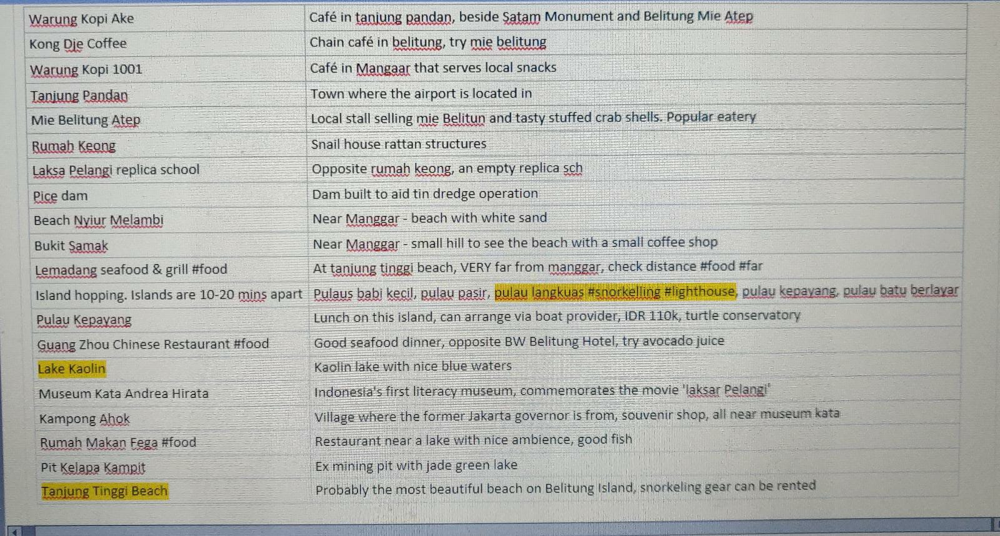 Warung Kopi Ake Café in tanjung pandan, beside Satam Monument and Belitung Mie Atep
Kong Dje Coffee Chain café in belitung, try mie belitung
Warung Kopi 1001 Café in Mangaar that serves local snacks
Tanjung Pandan Town where the airport is located in
Mie Belitung Atep Local stall selling mie Belitun and tasty stuffed crab shells. Popular eatery
Rumah Keong Snail house rattan structures
Laksa Pelangi replica school Opposite rumah keong, an empty replica sch
Pice dam Dam built to aid tin dredge operation
Beach Nyiur Melambi Near Manggar - beach with white sand
Bukit Samak Near Manggar - small hill to see the beach with a small coffee shop
Lemadang seafood & grill #food At tanjung tinggi beach, VERY far from manggar, check distance #food #far
Island hopping. Islands are 10-20 mins apart Pulaus babi kecil, pulau pasir, pulau langkuas #snorkelling #lighthouse, pulau kepayang, pulau batu berlayar
Pulau Kepayang Lunch on this island, can arrange via boat provider, IDR 110k, turtle conservatory
Guang Zhou Chinese Restaurant #food Good seafood dinner, opposite BW Belitung Hotel, try avocado juice
Lake Kaolin Kaolin lake with nice blue waters
Museum Kata Andrea Hirata Indonesia's first literacy museum, commemorates the movie 'laksar Pelangi'
Kampong Ahok Village where the former Jakarta governor is from, souvenir shop, all near museum kata
Rumah Makan Fega #food Restaurant near a lake with nice ambience, good fish
Pit Kelapa Kampit Ex mining pit with jade green lake
Tanjung Tinggi Beach Probably the most beautiful beach on Belitung Island, snorkeling gear can be rented